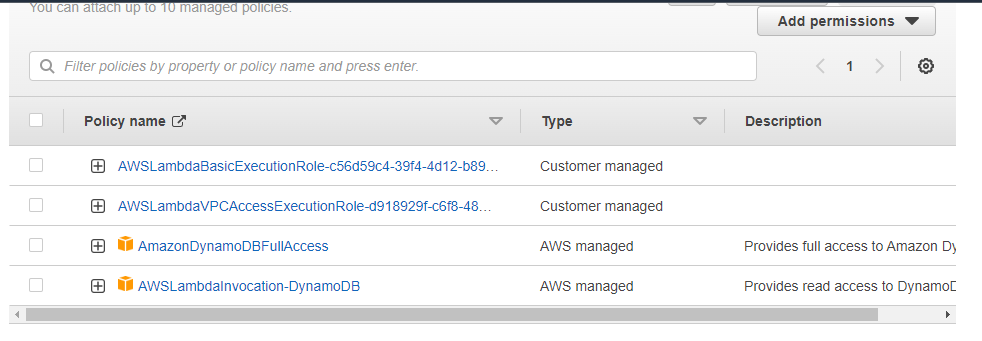 You can attach up to 10 managed policies.
Add permissions
Filter policies by property or policy name and press enter.
1
Policy name Type Description
AWSLambdaBasicExecutionRole-c56d59c4-39f4-4d12-b89... Customer managed
AWSLambdaVPCAccessExecutionRole-d918929f-c6f8-48... Customer managed
AmazonDynamoDBFullAccess AWS managed Provides full access to Amazon Dy
AWSLambdaInvocation-DynamoDB AWS managed Provides read access to DynamoD